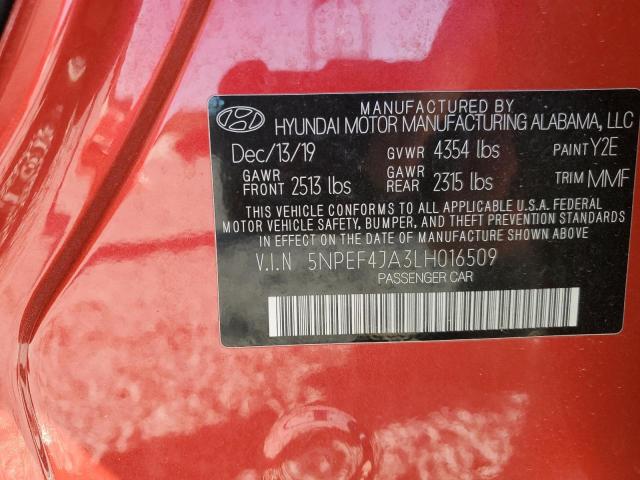 MANUFACTURED BY
HYUNDAI MOTOR MANUFACTURING ALABAMA, LLC
Dec/13/19 GVWR 4354 lbs PAINT Y2E
GAWR FRONT 2513 lbs GAWR REAR 2315 lbs TRIM MMF
THIS VEHICLE CONFORMS TO ALL APPLICABLE U.S.A. FEDERAL
MOTOR VEHICLE SAFETY, BUMPER, AND THEFT PREVENTION STANDARDS
IN EFFECT ON THE DATE OF MANUFACTURE SHOWN ABOVE
V.I.N 5NPEF4JA3LH016509
PASSENGER CAR